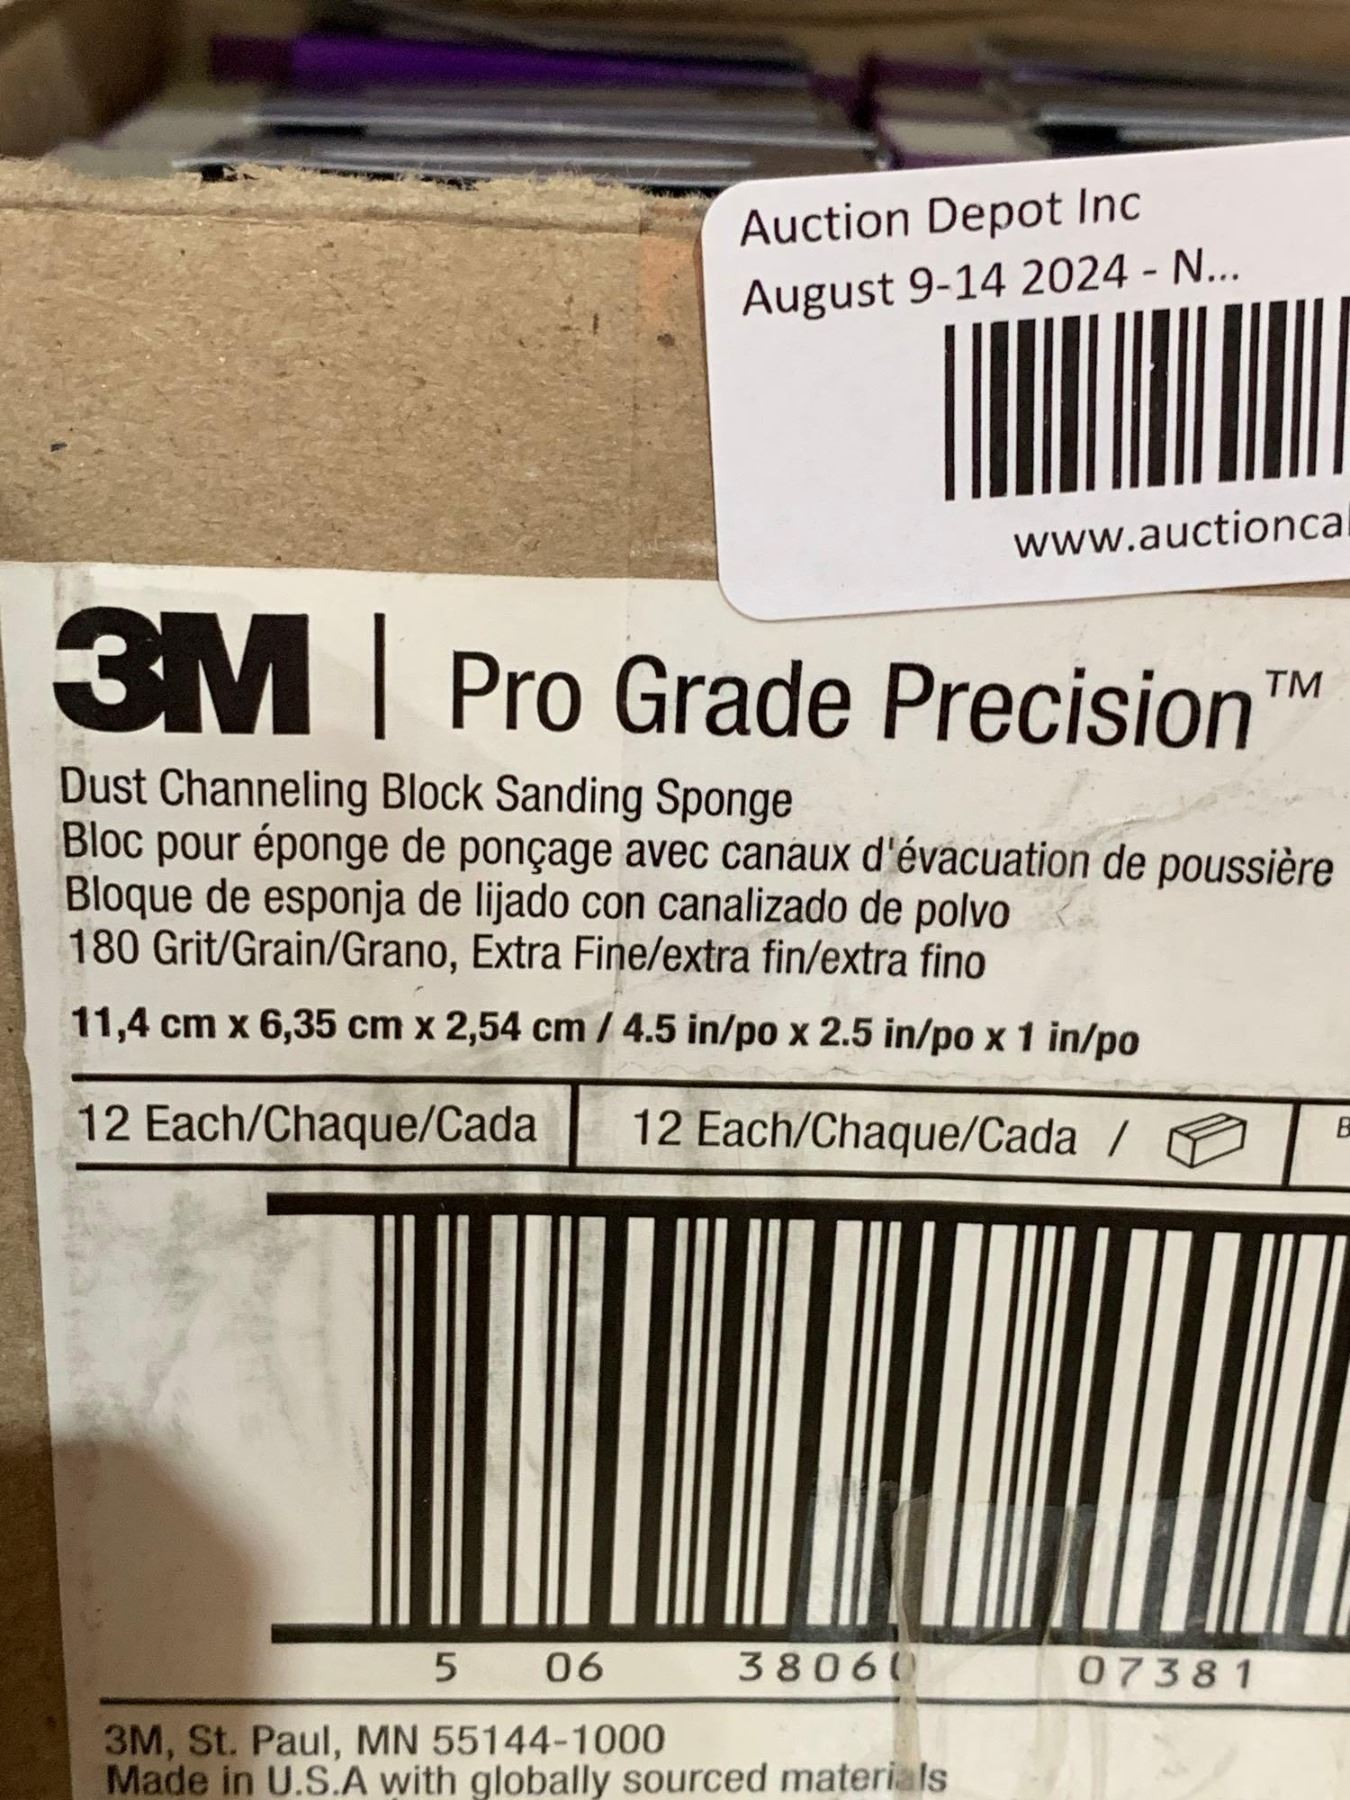 Auction Depot Inc
August 9-14 2024 - N...
www.auctioncal
3M | Pro Grade Precision™
Dust Channeling Block Sanding Sponge
Bloc pour éponge de ponçage avec canaux d'évacuation de poussière
Bloque de esponja de lijado con canalizado de polvo
180 Grit/Grain/Grano, Extra Fine/extra fin/extra fino
11,4 cm x 6,35 cm x 2,54 cm / 4.5 in/po x 2.5 in/po x 1 in/po
12 Each/Chaque/Cada 12 Each/Chaque/Cada /
5 06 38060 07381
3M, St. Paul, MN 55144-1000
Made in U.S.A with globally sourced materials